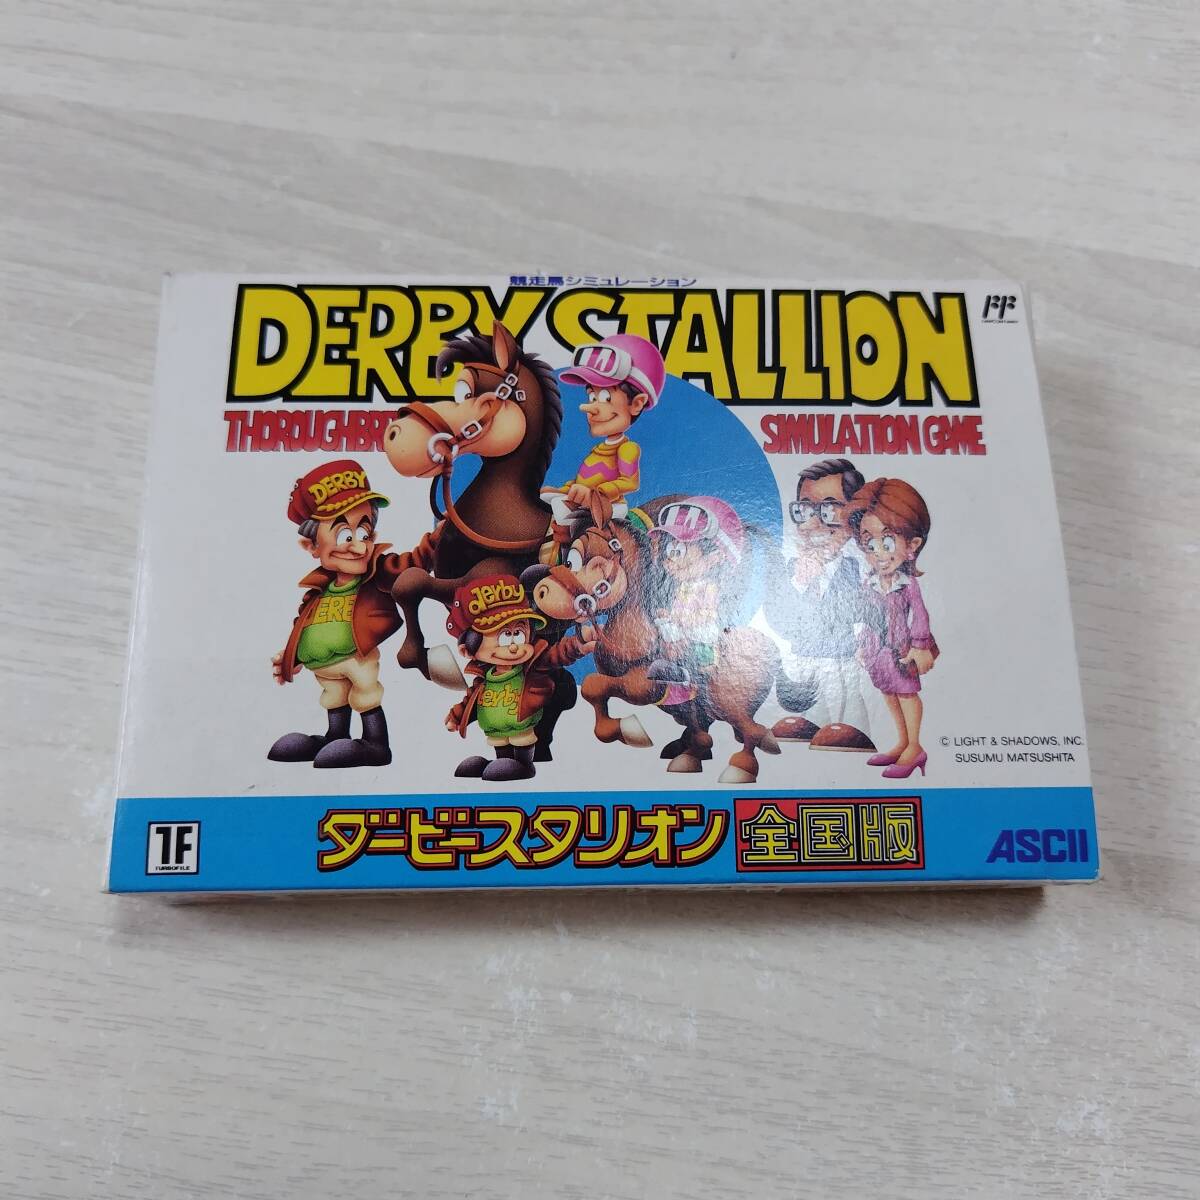 競走馬シミュレーション
DERBY STALLION
THOROUGHBR
SIMULATION GAME
DERBY
DERB
derby
derby
© LIGHT & SHADOWS, INC.
SUSUMU MATSUSHITA
TF
TURBOFILE
ダービースタリオン 全国版
ASCII